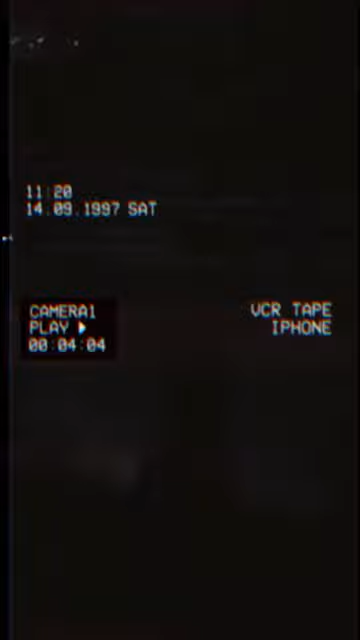 11:20
14.09.1997 SAT
CAMERA1
PLAY
00:04:04
VCR TAPE
IPHONE